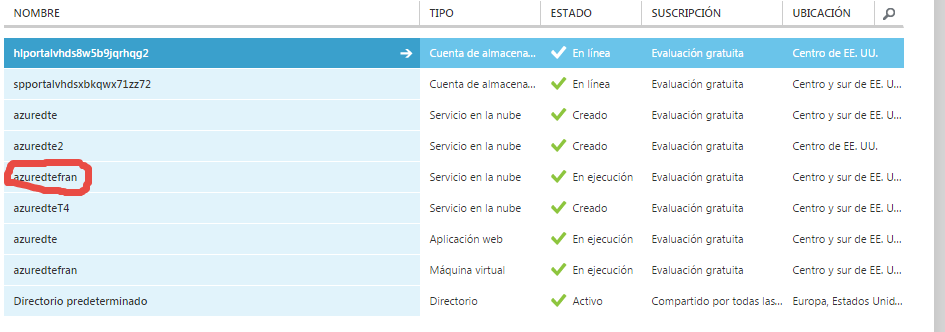 NOMBRE TIPO ESTADO SUSCRIPCIÓN UBICACIÓN
hlportalvhds8w5b9jqrhqg2 Cuenta de almacena... En línea Evaluación gratuita Centro de EE. UU.
spportalvhdsxbkqwx71zz72 Cuenta de almacena... En línea Evaluación gratuita Centro y sur de EE. U...
azuredte Servicio en la nube Creado Evaluación gratuita Centro y sur de EE. U...
azuredte2 Servicio en la nube Creado Evaluación gratuita Centro de EE. UU.
azuredtefran Servicio en la nube En ejecución Evaluación gratuita Centro y sur de EE. U...
azuredteT4 Servicio en la nube Creado Evaluación gratuita Centro y sur de EE. U...
azuredte Aplicación web En ejecución Evaluación gratuita Centro y sur de EE. U...
azuredtefran Máquina virtual En ejecución Evaluación gratuita Centro y sur de EE. U...
Directorio predeterminado Directorio Activo Compartido por todas las... Europa, Estados Unid...